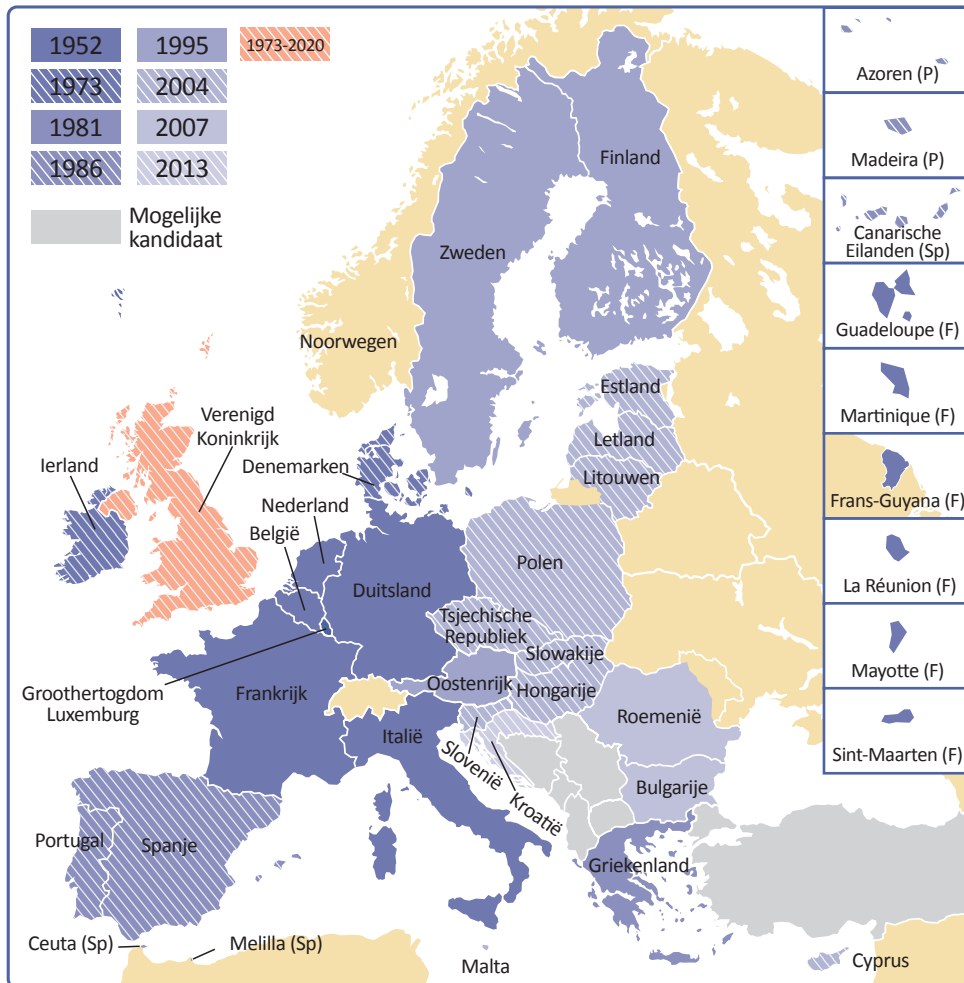 1952
1995
1973-2020
1973
2004
1981
2007
1986
2013
Mogelijke
kandidaat
Azoren (P)
Madeira (P)
Canarische
Eilanden (Sp)
Guadeloupe (F)
Martinique (F)
Frans-Guyana (F)
La Réunion (F)
Mayotte (F)
Sint-Maarten (F)
Finland
Zweden
Noorwegen
Estland
Letland
Litouwen
Verenigd
Koninkrijk
Ierland
Denemarken
Nederland
België
Duitsland
Polen
Tsjechische
Republiek
Slowakije
Groothertogdom
Luxemburg
Frankrijk
Oostenrijk
Hongarije
Roemenië
Italië
Slovenië
Kroatië
Bulgarije
Portugal
Spanje
Griekenland
Ceuta (Sp)
Melilla (Sp)
Malta
Cyprus